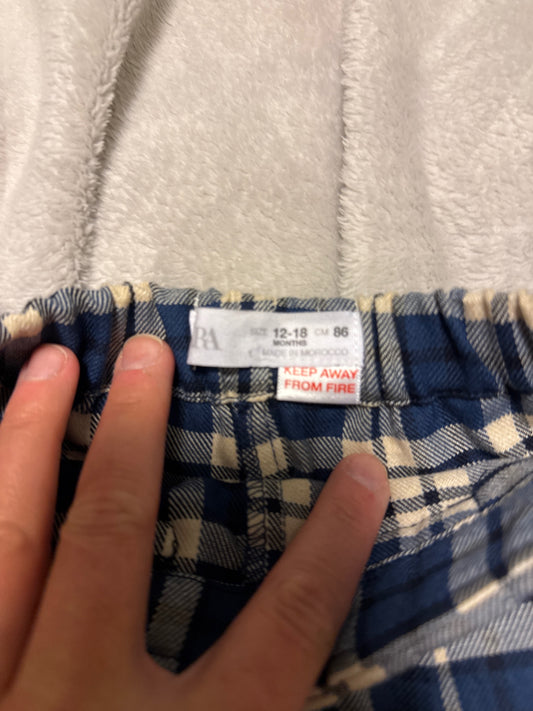 RA SIZE 12-18 CM 86
MONTHS
MADE IN MOROCCO
KEEP AWAY
FROM FIRE